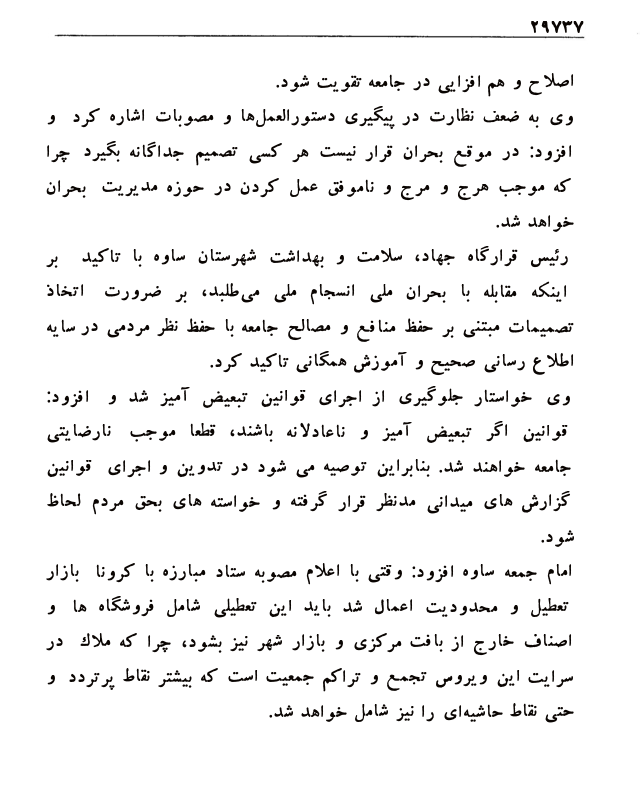 ۲۹۷۳۷
اصلاح و هم افزایی در جامعه تقویت شود.
وی به ضعف نظارت در پیگیری دستورالعمل‌ها و مصوبات اشاره کرد و
افزود: در موقع بحران قرار نیست هر کسی تصمیم جداگانه بگیرد چرا
که موجب هرج و مرج و ناموفق عمل کردن در حوزه مدیریت بحران
خواهد شد.
رئیس قرارگاه جهاد، سلامت و بهداشت شهرستان ساوه با تاکید بر
اینکه مقابله با بحران ملی انسجام ملی می‌طلبد، بر ضرورت اتخاذ
تصمیمات مبتنی بر حفظ منافع و مصالح جامعه با حفظ نظر مردمی در سایه
اطلاع رسانی صحیح و آموزش همگانی تاکید کرد.
وی خواستار جلوگیری از اجرای قوانین تبعیض آمیز شد و افزود:
قوانین اگر تبعیض آمیز و ناعادلانه باشند، قطعا موجب نارضایتی
جامعه خواهند شد. بنابراین توصیه می شود در تدوین و اجرای قوانین
گزارش های میدانی مدنظر قرار گرفته و خواسته های بحق مردم لحاظ
شود.
امام جمعه ساوه افزود: وقتی با اعلام مصوبه ستاد مبارزه با کرونا بازار
تعطیل و محدودیت اعمال شد باید این تعطیلی شامل فروشگاه ها و
اصناف خارج از بافت مرکزی و بازار شهر نیز بشود، چرا که ملاک در
سرایت این ویروس تجمع و تراکم جمعیت است که بیشتر نقاط پرتردد و
حتی نقاط حاشیه‌ای را نیز شامل خواهد شد.